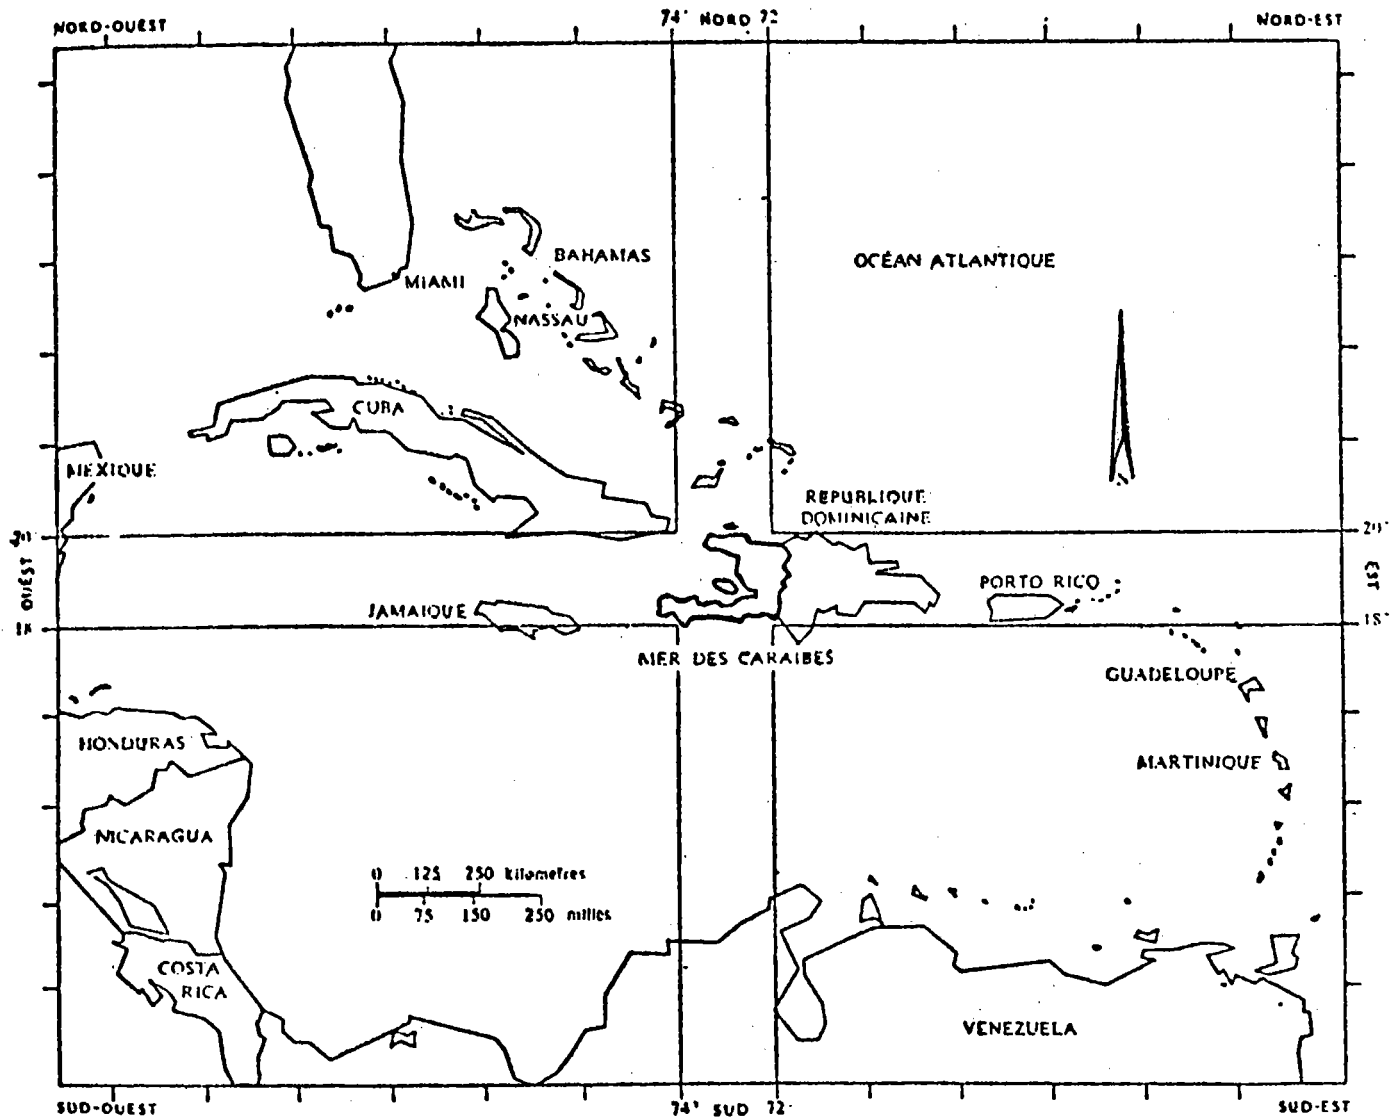 NORD-OUEST
74° NORD 72
NORD-EST
BAHAMAS
OCÉAN ATLANTIQUE
MIAMI
NASSAU
CUBA
MEXIQUE
REPUBLIQUE
DOMINICAINE
20°
20°
OUEST
EST
PORTO RICO
JAMAIQUE
18
18°
MER DES CARAIBES
GUADELOUPE
HONDURAS
MARTINIQUE
NICARAGUA
0 125 250 kilometres
0 75 150 250 milles
COSTA
RICA
VENEZUELA
SUD-OUEST
74° SUD 72
SUD-EST